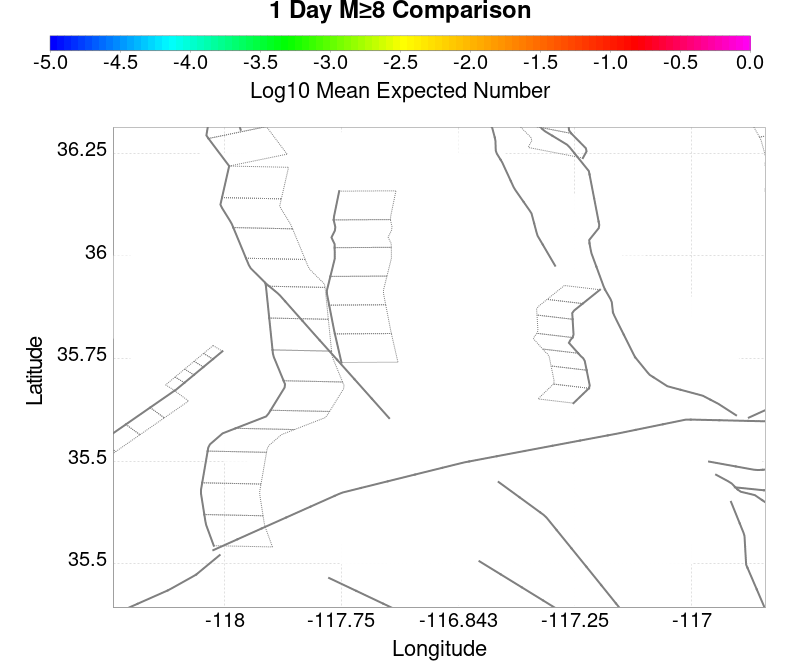 1 Day M≥8 Comparison
-5.0 -4.5 -4.0 -3.5 -3.0 -2.5 -2.0 -1.5 -1.0 -0.5 0.0
Log10 Mean Expected Number
36.25
36
35.75
35.5
35.5
Latitude
-118 -117.75 -116.843 -117.25 -117
Longitude